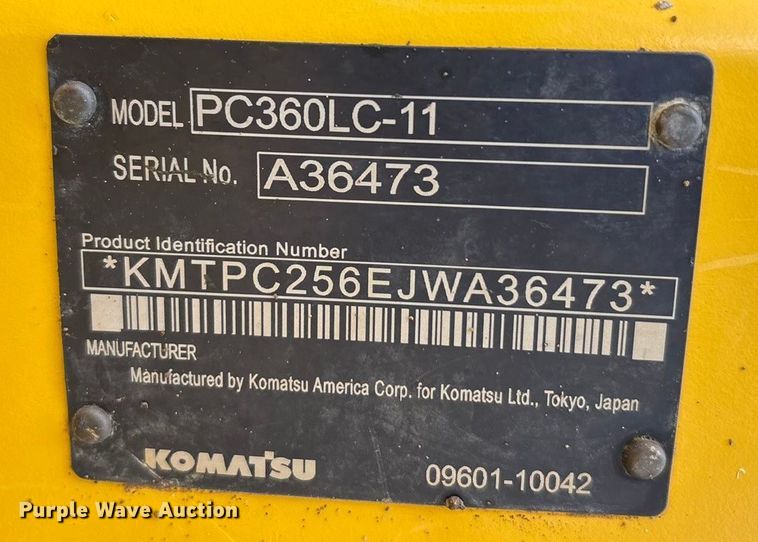 MODEL PC360LC-11
SERIAL No. A36473
Product Identification Number
*KMTPC256EJWA36473*
MANUFACTURER
Manufactured by Komatsu America Corp. for Komatsu Ltd., Tokyo, Japan
KOMATSU 09601-10042
Purple Wave Auction